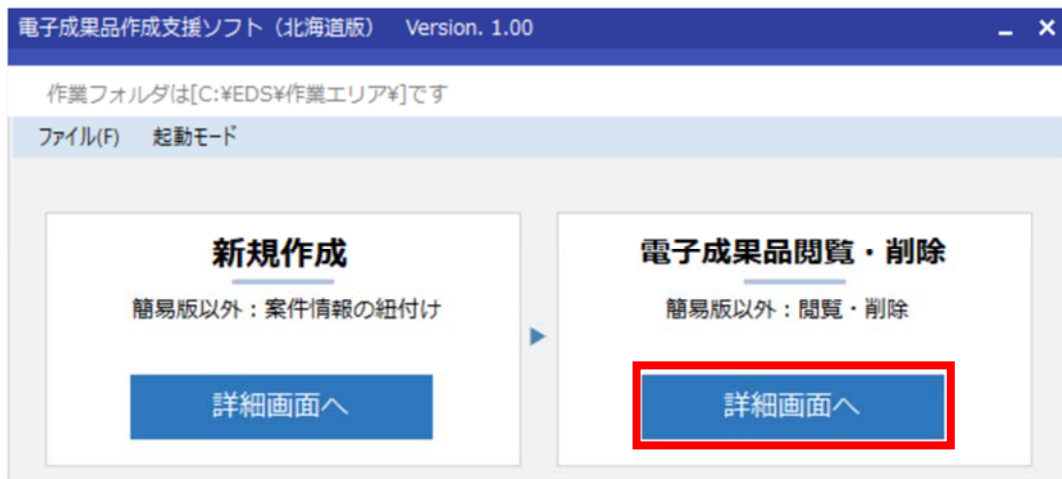 電子成果品作成支援ソフト（北海道版） Version. 1.00
作業フォルダは[C:¥EDS¥作業エリア¥]です
ファイル(F) 起動モード
新規作成
簡易版以外：案件情報の紐付け
詳細画面へ
電子成果品閲覧・削除
簡易版以外：閲覧・削除
詳細画面へ